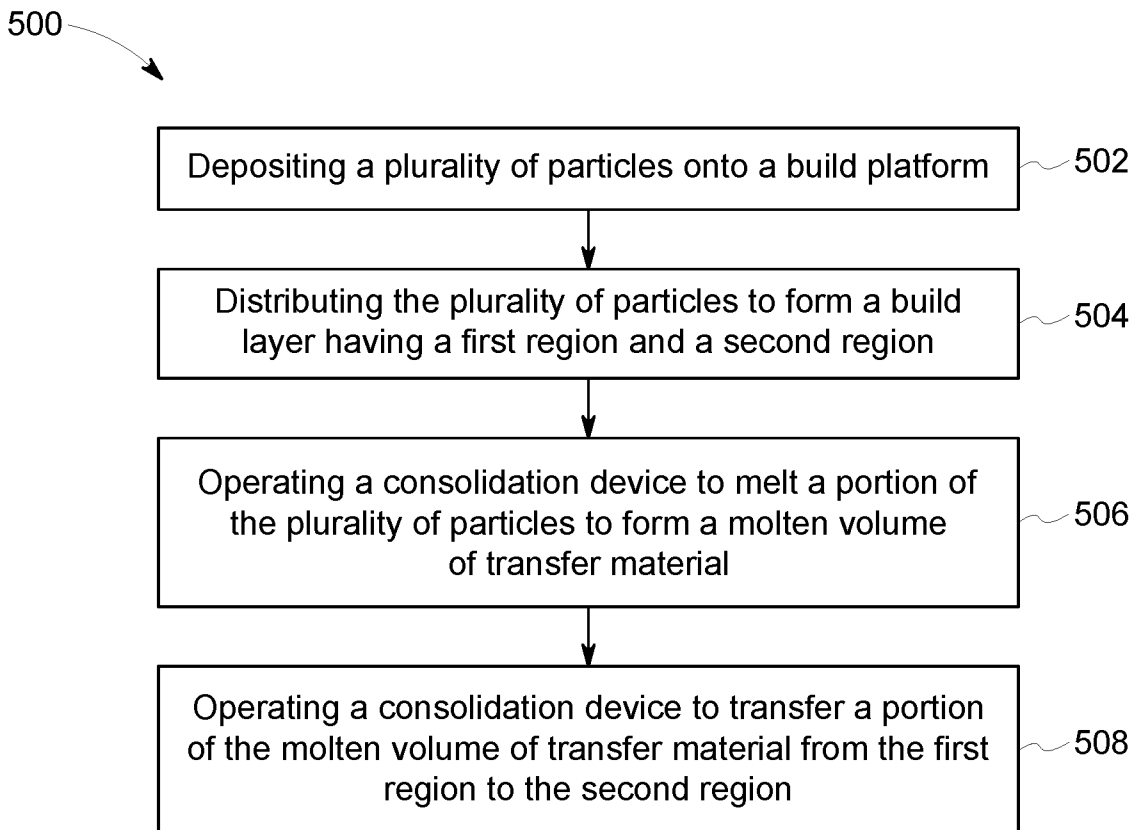 500
Depositing a plurality of particles onto a build platform
502
Distributing the plurality of particles to form a build
layer having a first region and a second region
504
Operating a consolidation device to melt a portion of
the plurality of particles to form a molten volume
of transfer material
506
Operating a consolidation device to transfer a portion
of the molten volume of transfer material from the first
region to the second region
508